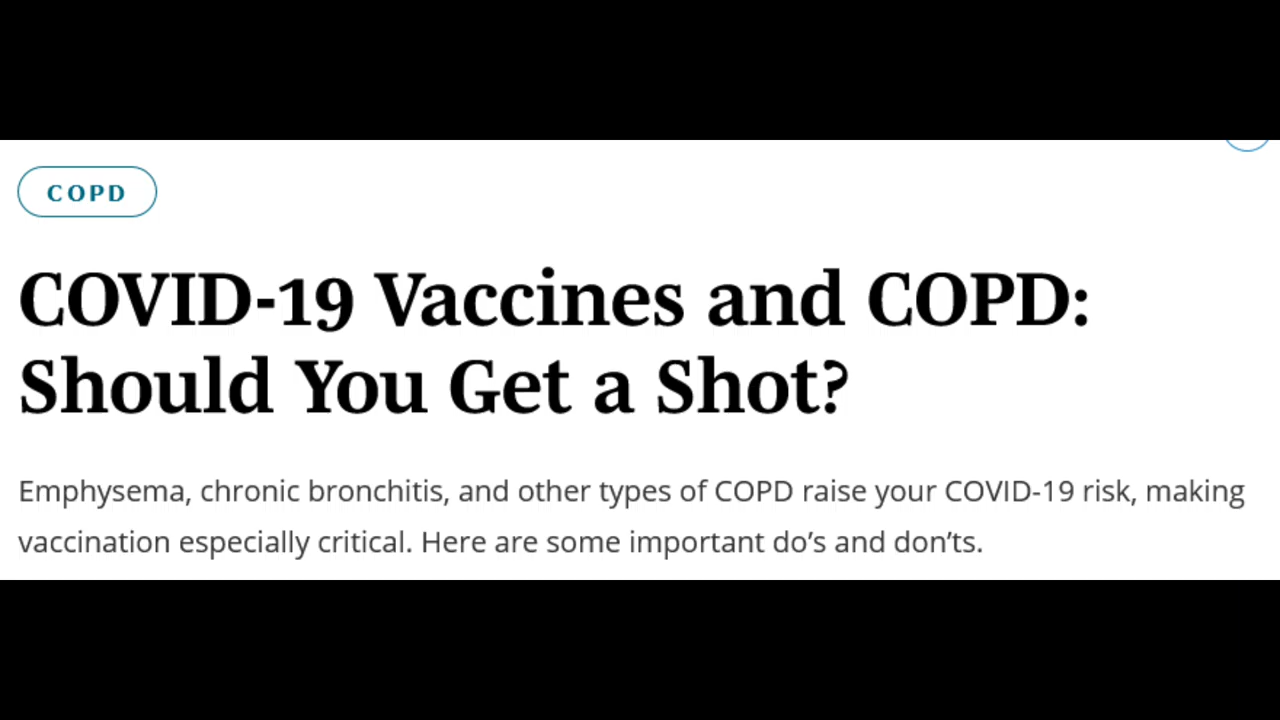 COPD
COVID-19 Vaccines and COPD:
Should You Get a Shot?
Emphysema, chronic bronchitis, and other types of COPD raise your COVID-19 risk, making
vaccination especially critical. Here are some important do’s and don’ts.